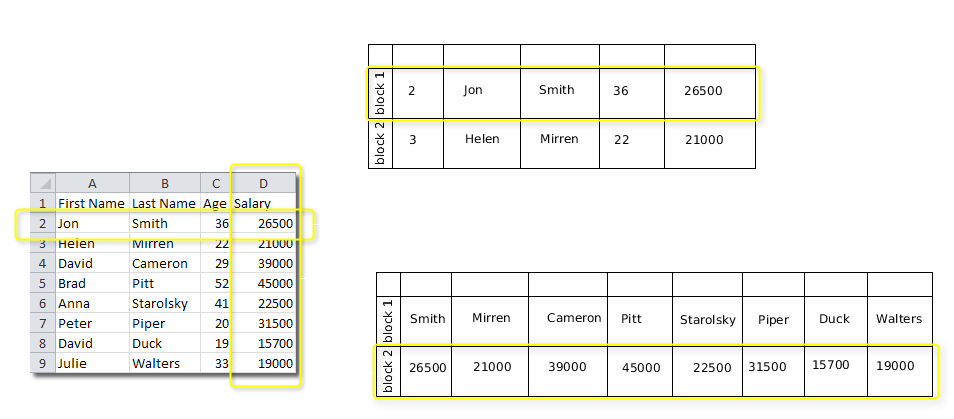 A B C D
1 First Name Last Name Age Salary
2 Jon Smith 36 26500
3 Helen Mirren 22 21000
4 David Cameron 29 39000
5 Brad Pitt 52 45000
6 Anna Starolsky 41 22500
7 Peter Piper 20 31500
8 David Duck 19 15700
9 Julie Walters 33 19000
block 1 2 Jon Smith 36 26500
block 2 3 Helen Mirren 22 21000
block 1 Smith Mirren Cameron Pitt Starolsky Piper Duck Walters
block 2 26500 21000 39000 45000 22500 31500 15700 19000